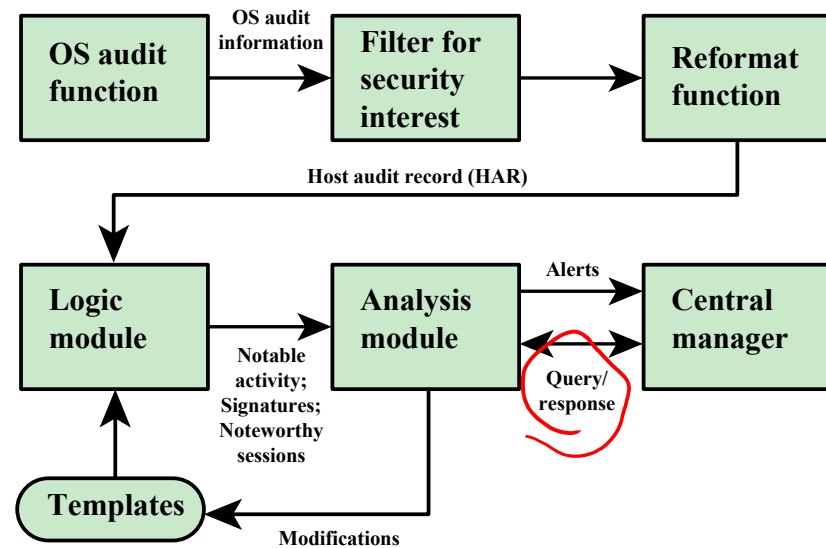 OS audit
function
OS audit
information
Filter for
security
interest
Reformat
function
Host audit record (HAR)
Logic
module
Notable
activity;
Signatures;
Noteworthy
sessions
Analysis
module
Alerts
Query/
response
Central
manager
Templates
Modifications